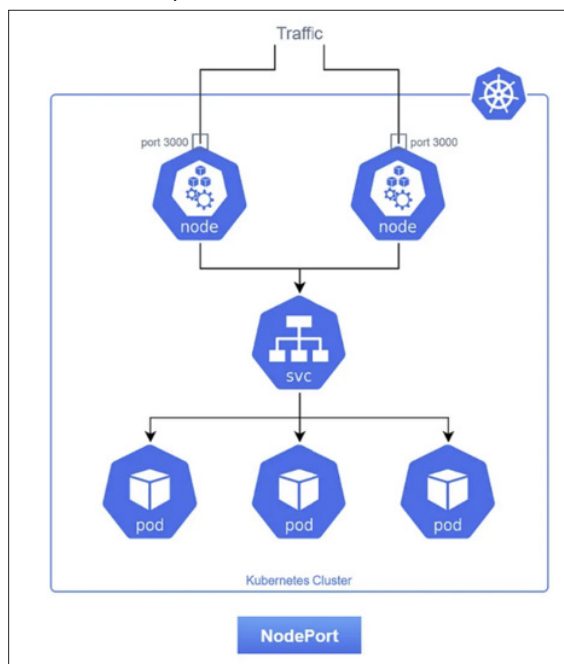 Traffic
port 3000
port 3000
node
node
svc
pod
pod
pod
Kubernetes Cluster
NodePort